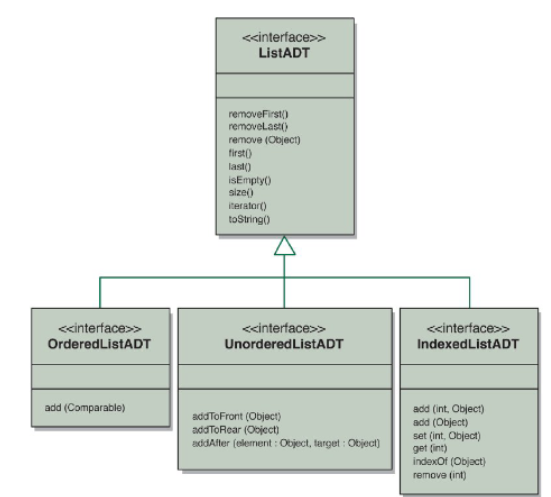 <<interface>>
ListADT
removeFirst()
removeLast()
remove (Object)
first()
last()
isEmpty()
size()
iterator()
toString()
<<interface>>
OrderedListADT
add (Comparable)
<<interface>>
UnorderedListADT
addToFront (Object)
addToRear (Object)
addAfter (element : Object, target : Object)
<<interface>>
IndexedListADT
add (int, Object)
add (Object)
set (int, Object)
get (int)
indexOf (Object)
remove (int)